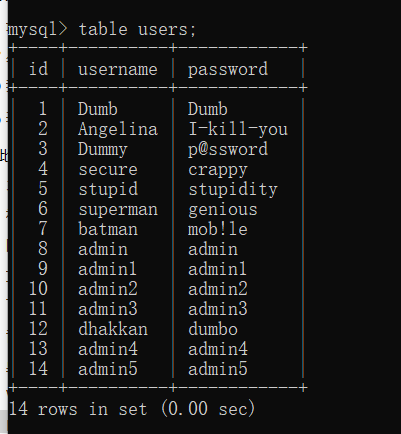 mysql> table users;
+----+----------+------------+
| id | username | password   |
+----+----------+------------+
|  1 | Dumb     | Dumb       |
|  2 | Angelina | I-kill-you |
|  3 | Dummy    | p@ssword   |
|  4 | secure   | crappy     |
|  5 | stupid   | stupidity  |
|  6 | superman | genious    |
|  7 | batman   | mob!le     |
|  8 | admin    | admin      |
|  9 | admin1   | admin1     |
| 10 | admin2   | admin2     |
| 11 | admin3   | admin3     |
| 12 | dhakkan  | dumbo      |
| 13 | admin4   | admin4     |
| 14 | admin5   | admin5     |
+----+----------+------------+
14 rows in set (0.00 sec)